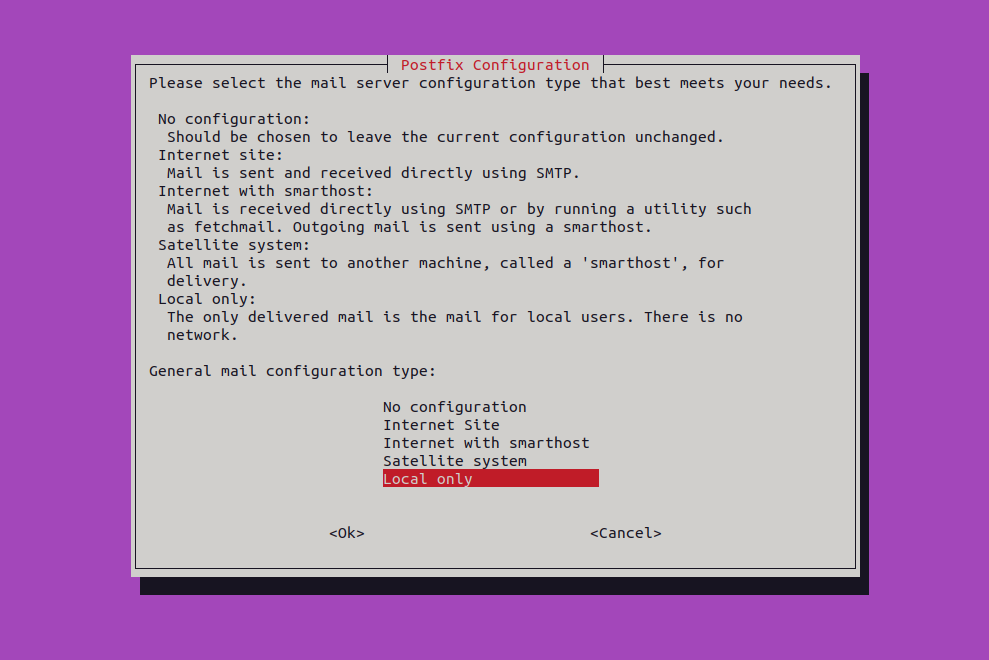 Postfix Configuration
Please select the mail server configuration type that best meets your needs.
No configuration:
Should be chosen to leave the current configuration unchanged.
Internet site:
Mail is sent and received directly using SMTP.
Internet with smarthost:
Mail is received directly using SMTP or by running a utility such
as fetchmail. Outgoing mail is sent using a smarthost.
Satellite system:
All mail is sent to another machine, called a 'smarthost', for
delivery.
Local only:
The only delivered mail is the mail for local users. There is no
network.
General mail configuration type:
No configuration
Internet Site
Internet with smarthost
Satellite system
Local only
<Ok> <Cancel>